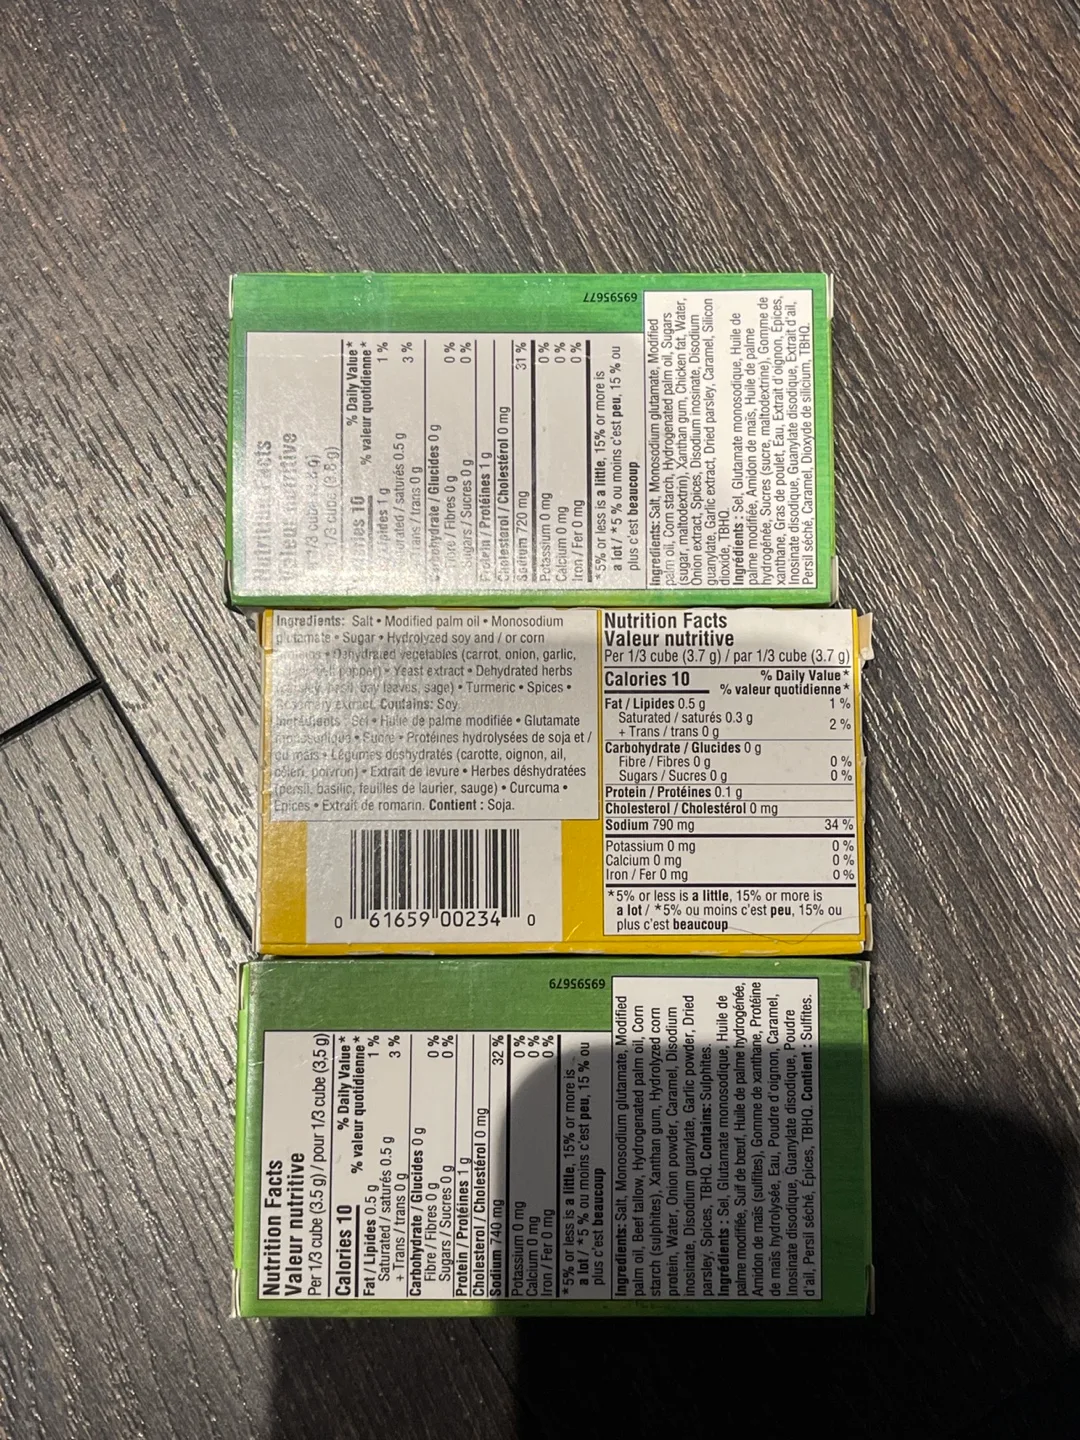 69595677
Valeur nutritive
% Daily Value*
% valeur quotidienne*
Lipides 1 g 1 %
saturés 0.5 g 3 %
trans 0 g
Carbohydrate / Glucides 0 g
Fibre / Fibres 0 g 0 %
Sugars / Sucres 0 g 0 %
Protein / Protéines 1 g
Cholestarol / Cholestérol 0 mg
Sodium 720 mg 31 %
Potassium 0 mg 0 %
Calcium 0 mg 0 %
Iron / Fer 0 mg 0 %
*5% or less is a little, 15% or more is
a lot / *5 % ou moins c'est peu, 15 % ou
plus c'est beaucoup
Ingredients: Salt, Monosodium glutamate, Modified
palm oil, Corn starch, Hydrogenated palm oil, Sugars
(sugar, maltodextrin), Xanthan gum, Chicken fat, Water,
Onion extract, Spices, Disodium inosinate, Disodium
guanylate, Garlic extract, Dried parsley, Caramel, Silicon
dioxide, TBHQ.
Ingrédients : Sel, Glutamate monosodique, Huile de
palme modifiée, Amidon de maïs, Huile de palme
hydrogénée, Sucres (sucre, maltodextrine), Gomme de
xanthane, Gras de poulet, Eau, Extrait d'oignon, Épices,
Inosinate disodique, Guanylate disodique, Extrait d'ail,
Persil séché, Caramel, Dioxyde de silicium, TBHQ.
Ingredients: Salt • Modified palm oil • Monosodium
glutamate • Sugar • Hydrolyzed soy and / or corn
• Dehydrated vegetables (carrot, onion, garlic,
pepper) • Yeast extract • Dehydrated herbs
bay leaves, sage) • Turmeric • Spices •
extract. Contains: Soy.
Ingrédients : Sel • Huile de palme modifiée • Glutamate
monosodique • Sucre • Protéines hydrolysées de soja et /
ou maïs • Légumes déshydratés (carotte, oignon, ail,
céleri, poivron) • Extrait de levure • Herbes déshydratées
(persil, basilic, feuilles de laurier, sauge) • Curcuma •
Épices • Extrait de romarin. Contient : Soja.
0 61659 00234 0
Nutrition Facts
Valeur nutritive
Per 1/3 cube (3.7 g) / par 1/3 cube (3.7 g)
Calories 10 % Daily Value*
% valeur quotidienne*
Fat / Lipides 0.5 g 1 %
Saturated / saturés 0.3 g 2 %
+ Trans / trans 0 g
Carbohydrate / Glucides 0 g
Fibre / Fibres 0 g 0 %
Sugars / Sucres 0 g 0 %
Protein / Protéines 0.1 g
Cholesterol / Cholestérol 0 mg
Sodium 790 mg 34 %
Potassium 0 mg 0 %
Calcium 0 mg 0 %
Iron / Fer 0 mg 0 %
*5% or less is a little, 15% or more is
a lot / *5% ou moins c'est peu, 15% ou
plus c'est beaucoup
69595679
Nutrition Facts
Valeur nutritive
Per 1/3 cube (3.5 g) / pour 1/3 cube (3,5 g)
Calories 10 % Daily Value*
% valeur quotidienne*
Fat / Lipides 0.5 g 1 %
Saturated / saturés 0.5 g 3 %
+ Trans / trans 0 g
Carbohydrate / Glucides 0 g
Fibre / Fibres 0 g 0 %
Sugars / Sucres 0 g 0 %
Protein / Protéines 1 g
Cholesterol / Cholestérol 0 mg
Sodium 740 mg 32 %
Potassium 0 mg 0 %
Calcium 0 mg 0 %
Iron / Fer 0 mg 0 %
*5% or less is a little, 15% or more is
a lot / *5 % ou moins c'est peu, 15 % ou
plus c'est beaucoup
Ingredients: Salt, Monosodium glutamate, Modified
palm oil, Beef tallow, Hydrogenated palm oil, Corn
starch (sulphites), Xanthan gum, Hydrolyzed corn
protein, Water, Onion powder, Caramel, Disodium
inosinate, Disodium guanylate, Garlic powder, Dried
parsley, Spices, TBHQ. Contains: Sulphites.
Ingrédients : Sel, Glutamate monosodique, Huile de
palme modifiée, Suif de bœuf, Huile de palme hydrogénée,
Amidon de maïs (sulfites), Gomme de xanthane, Protéine
de maïs hydrolysée, Eau, Poudre d'oignon, Caramel,
Inosinate disodique, Guanylate disodique, Poudre
d'ail, Persil séché, Épices, TBHQ. Contient : Sulfites.